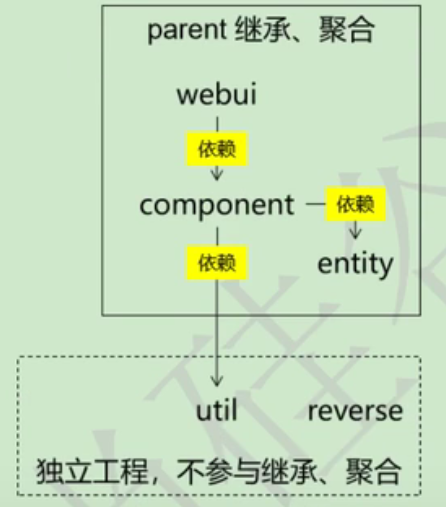 parent 继承、聚合
webui
依赖
component
依赖
依赖
entity
util
reverse
独立工程，不参与继承、聚合